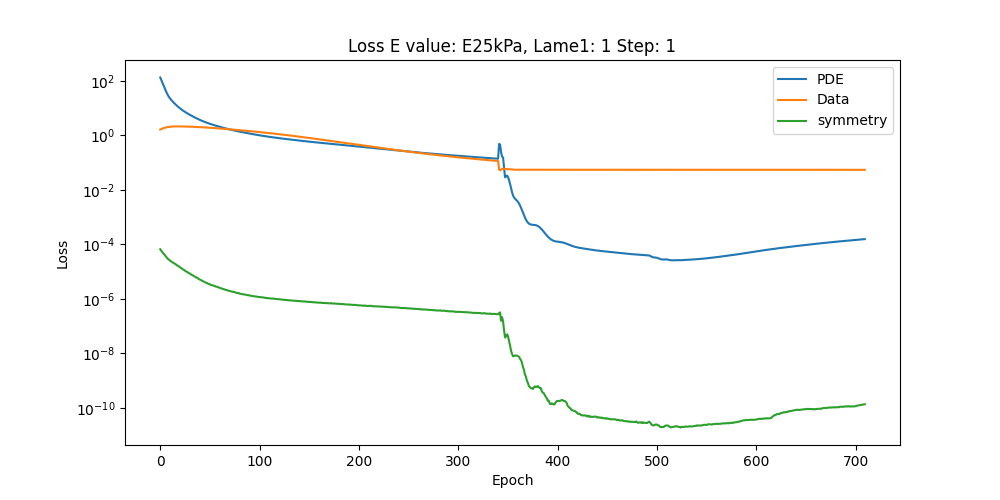 Loss E value: E25kPa, Lame1: 1 Step: 1
PDE
Data
symmetry
10^2
10^0
10^-2
10^-4
10^-6
10^-8
10^-10
Loss
0 100 200 300 400 500 600 700
Epoch